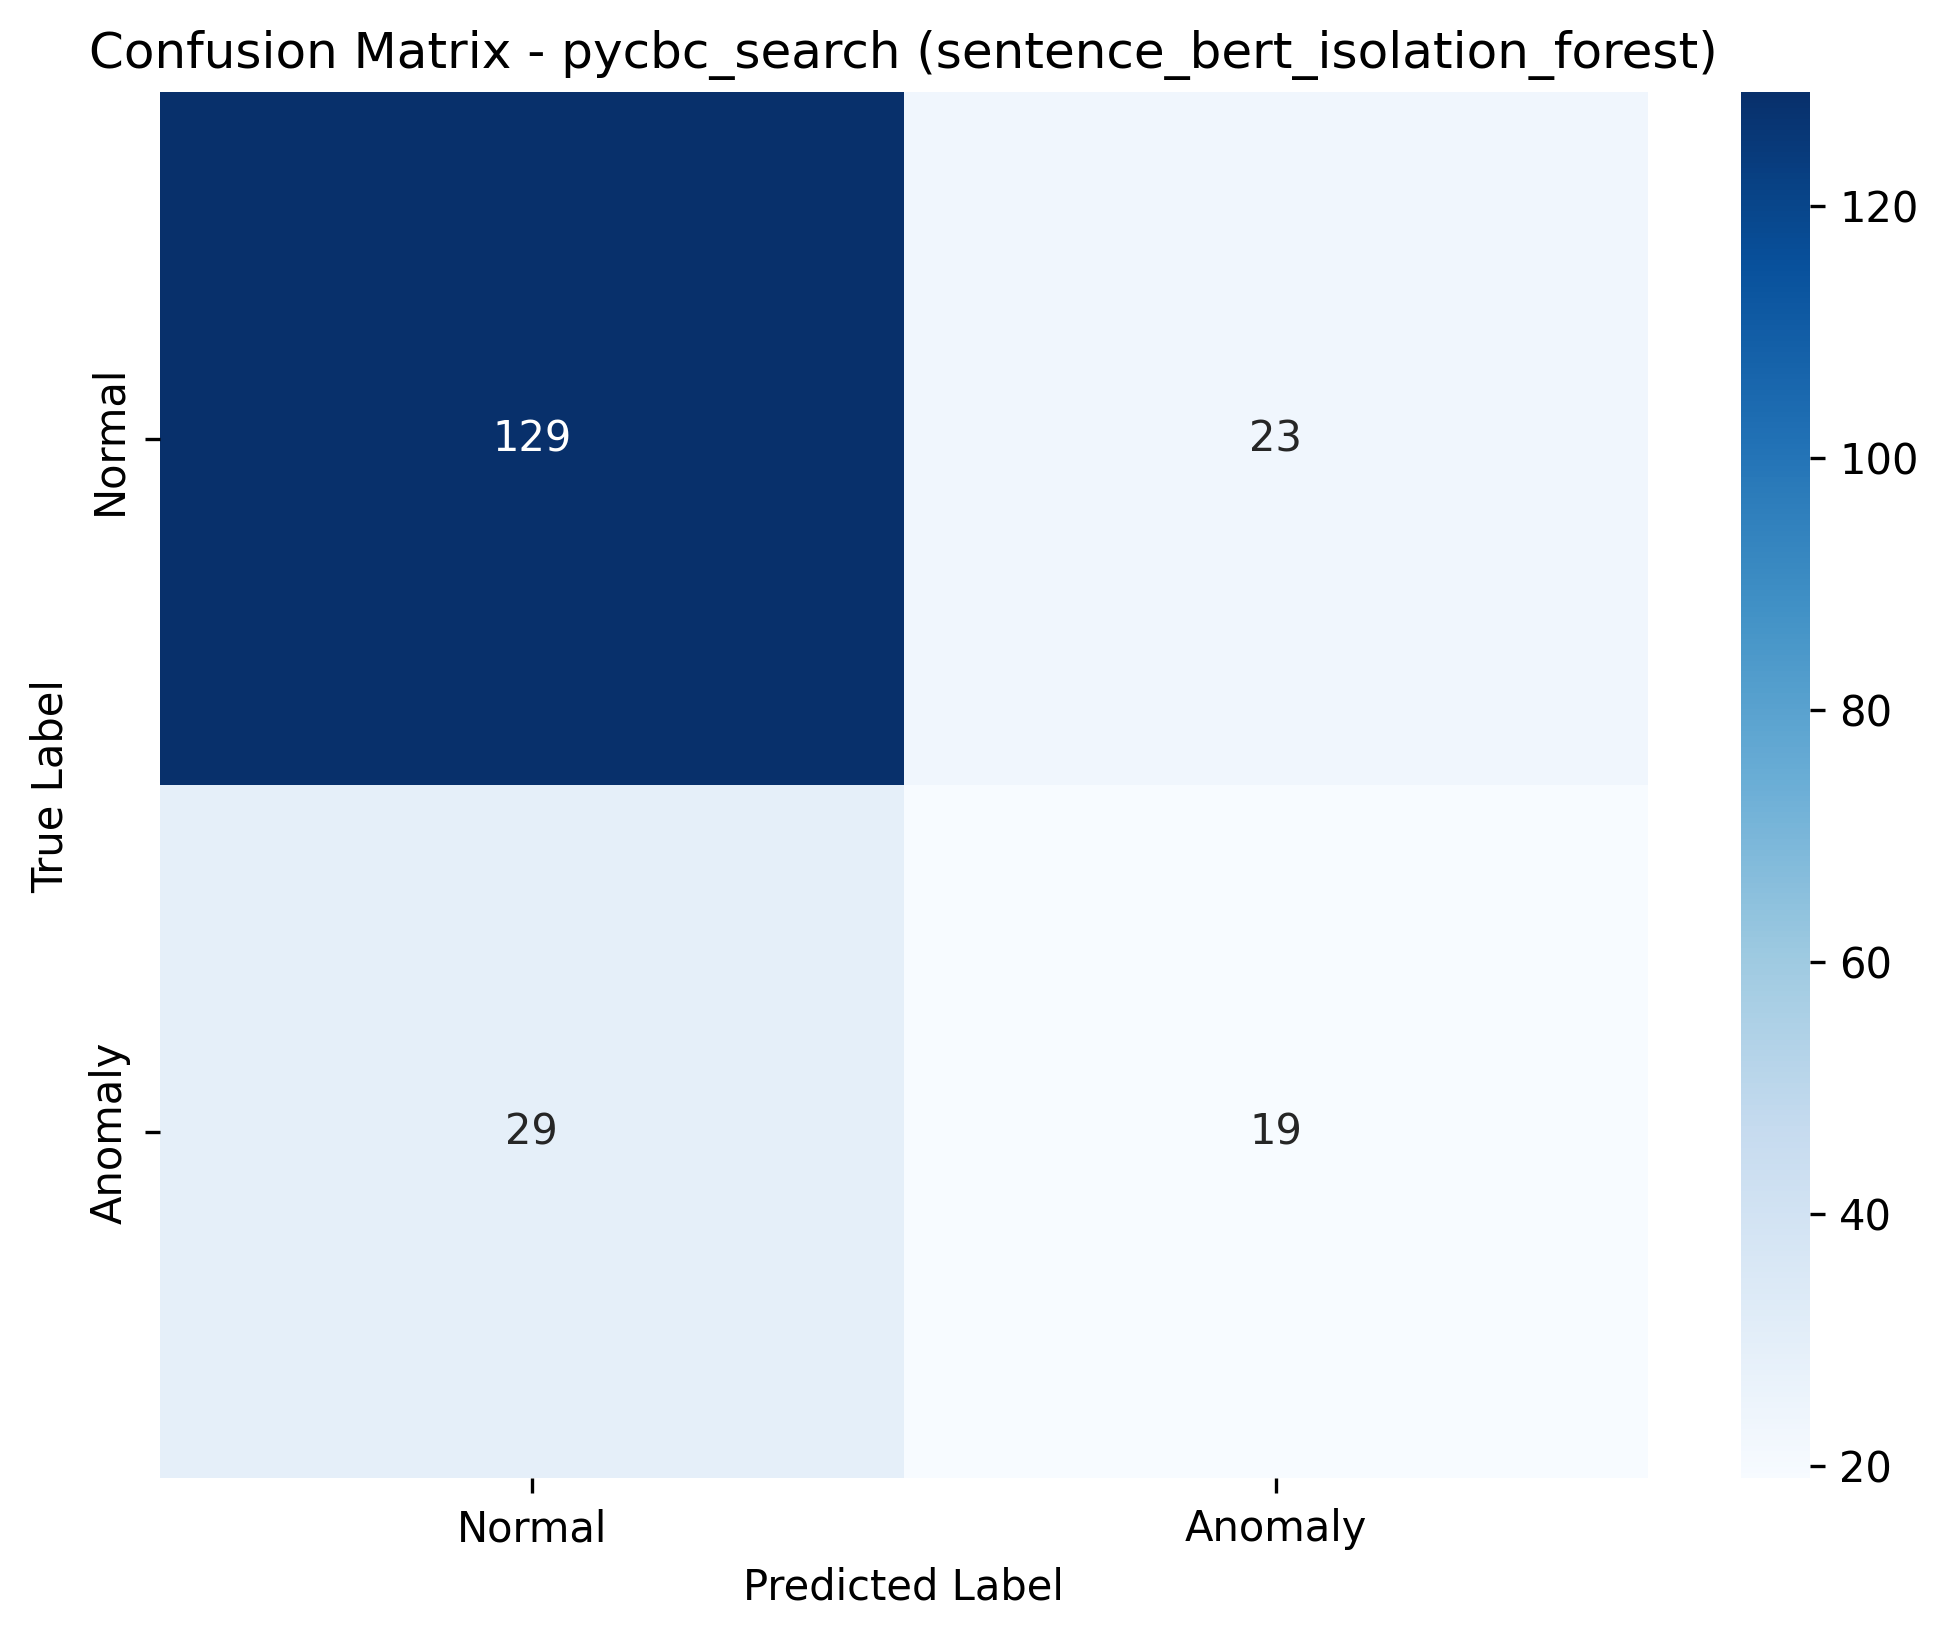 Confusion Matrix - pycbc_search (sentence_bert_isolation_forest)
True Label
Normal
Anomaly
129
23
29
19
Normal
Anomaly
Predicted Label
120
100
80
60
40
20